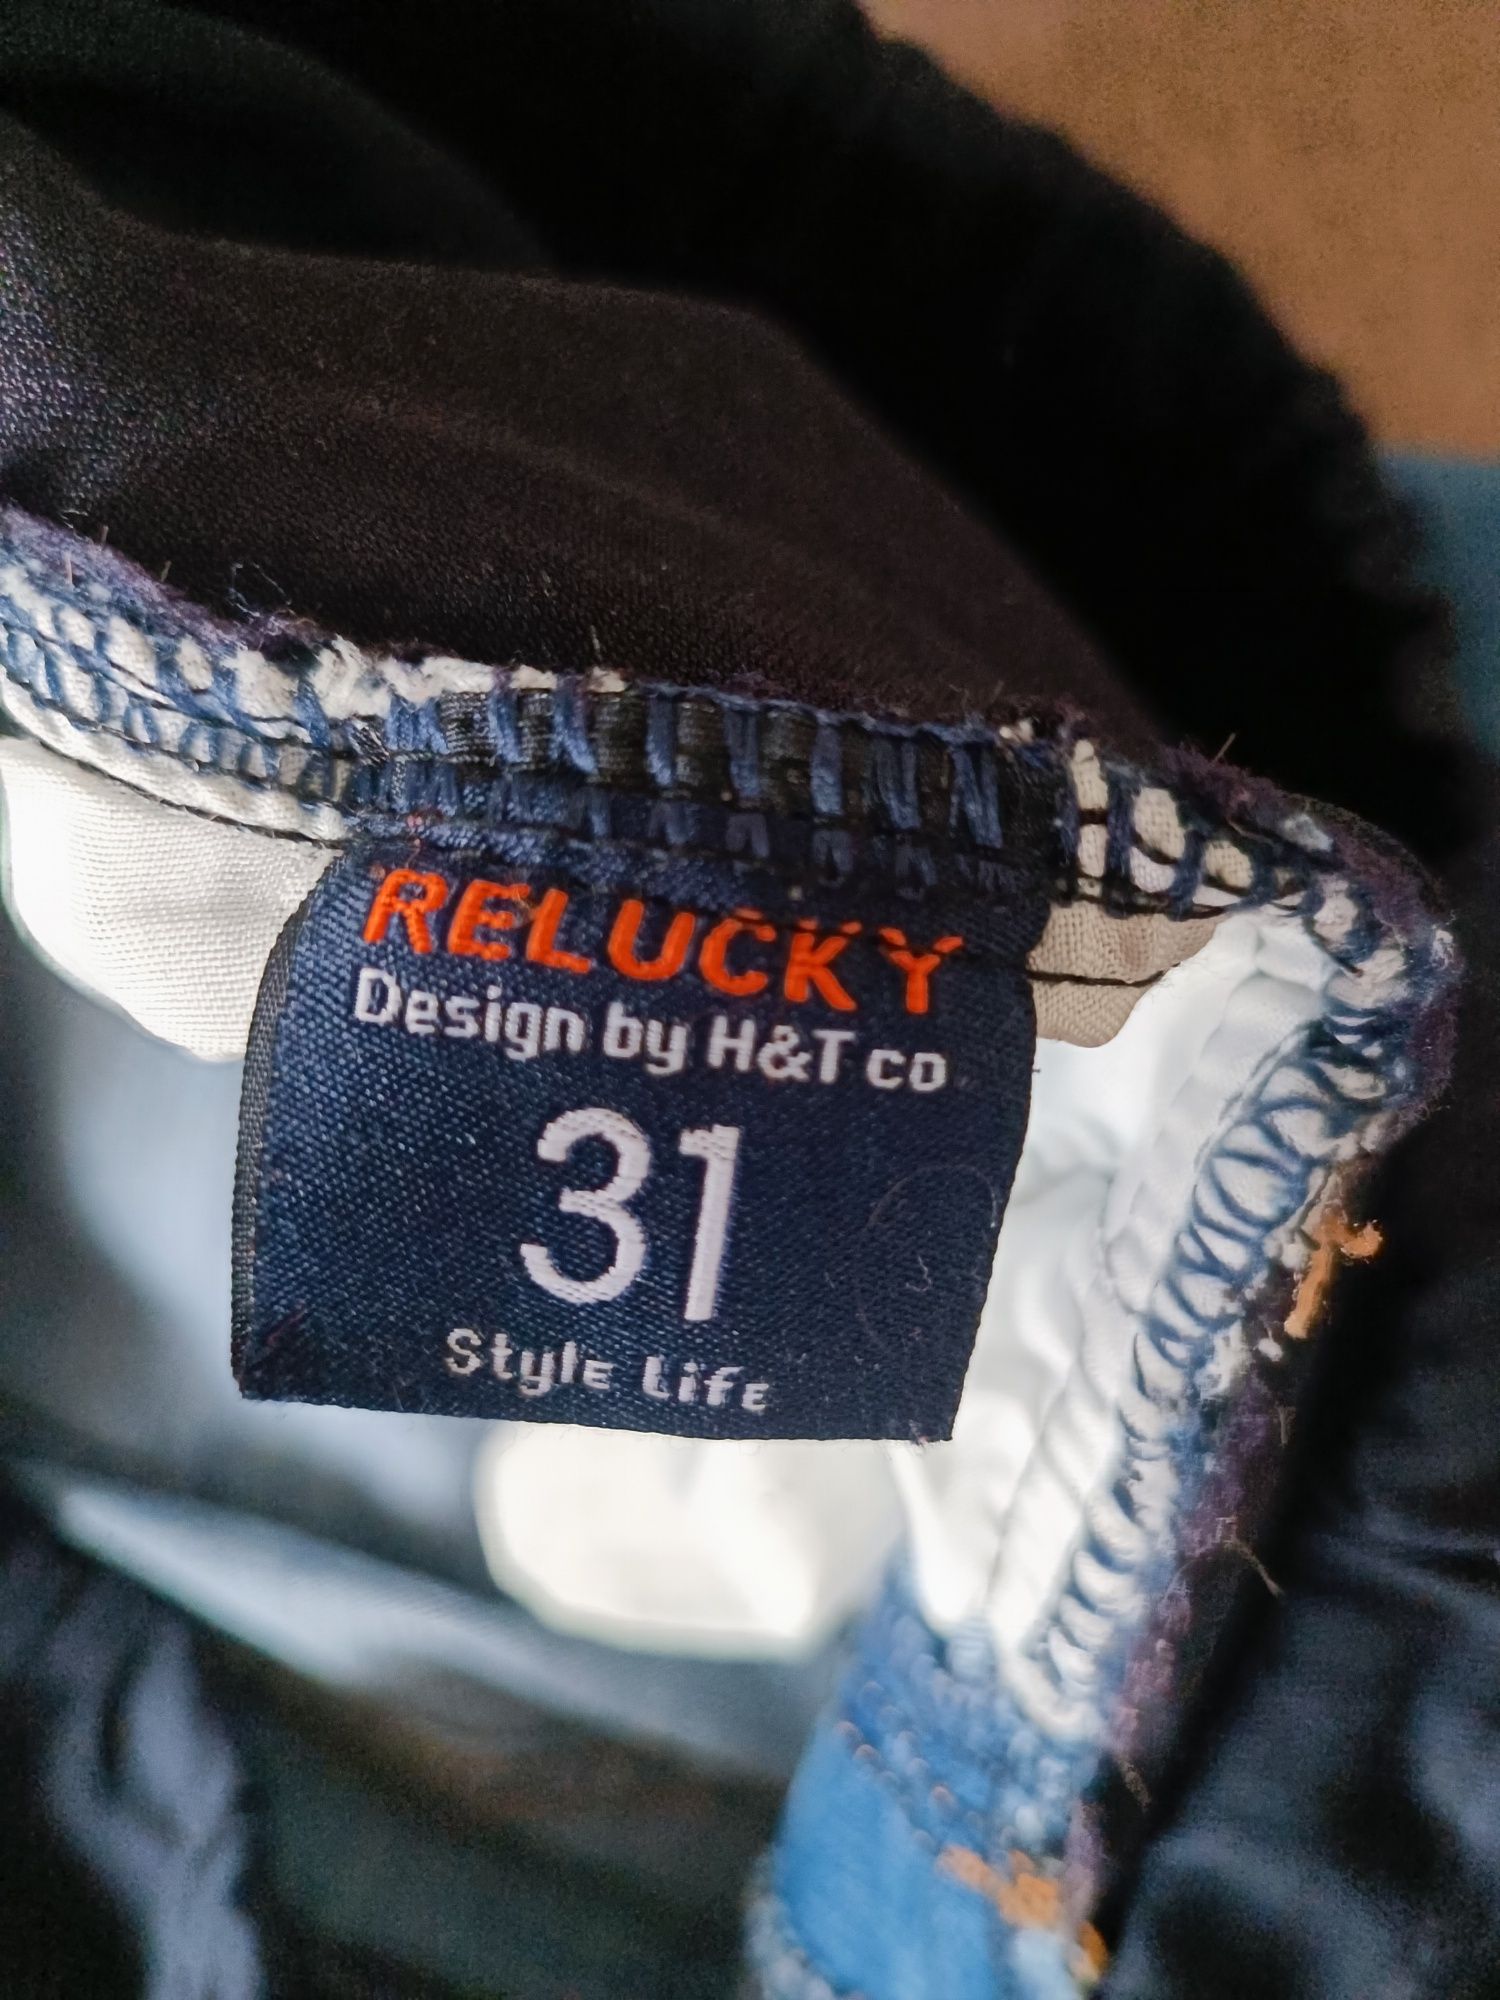 RELUCKY
Design by H&T co
31
Style Life